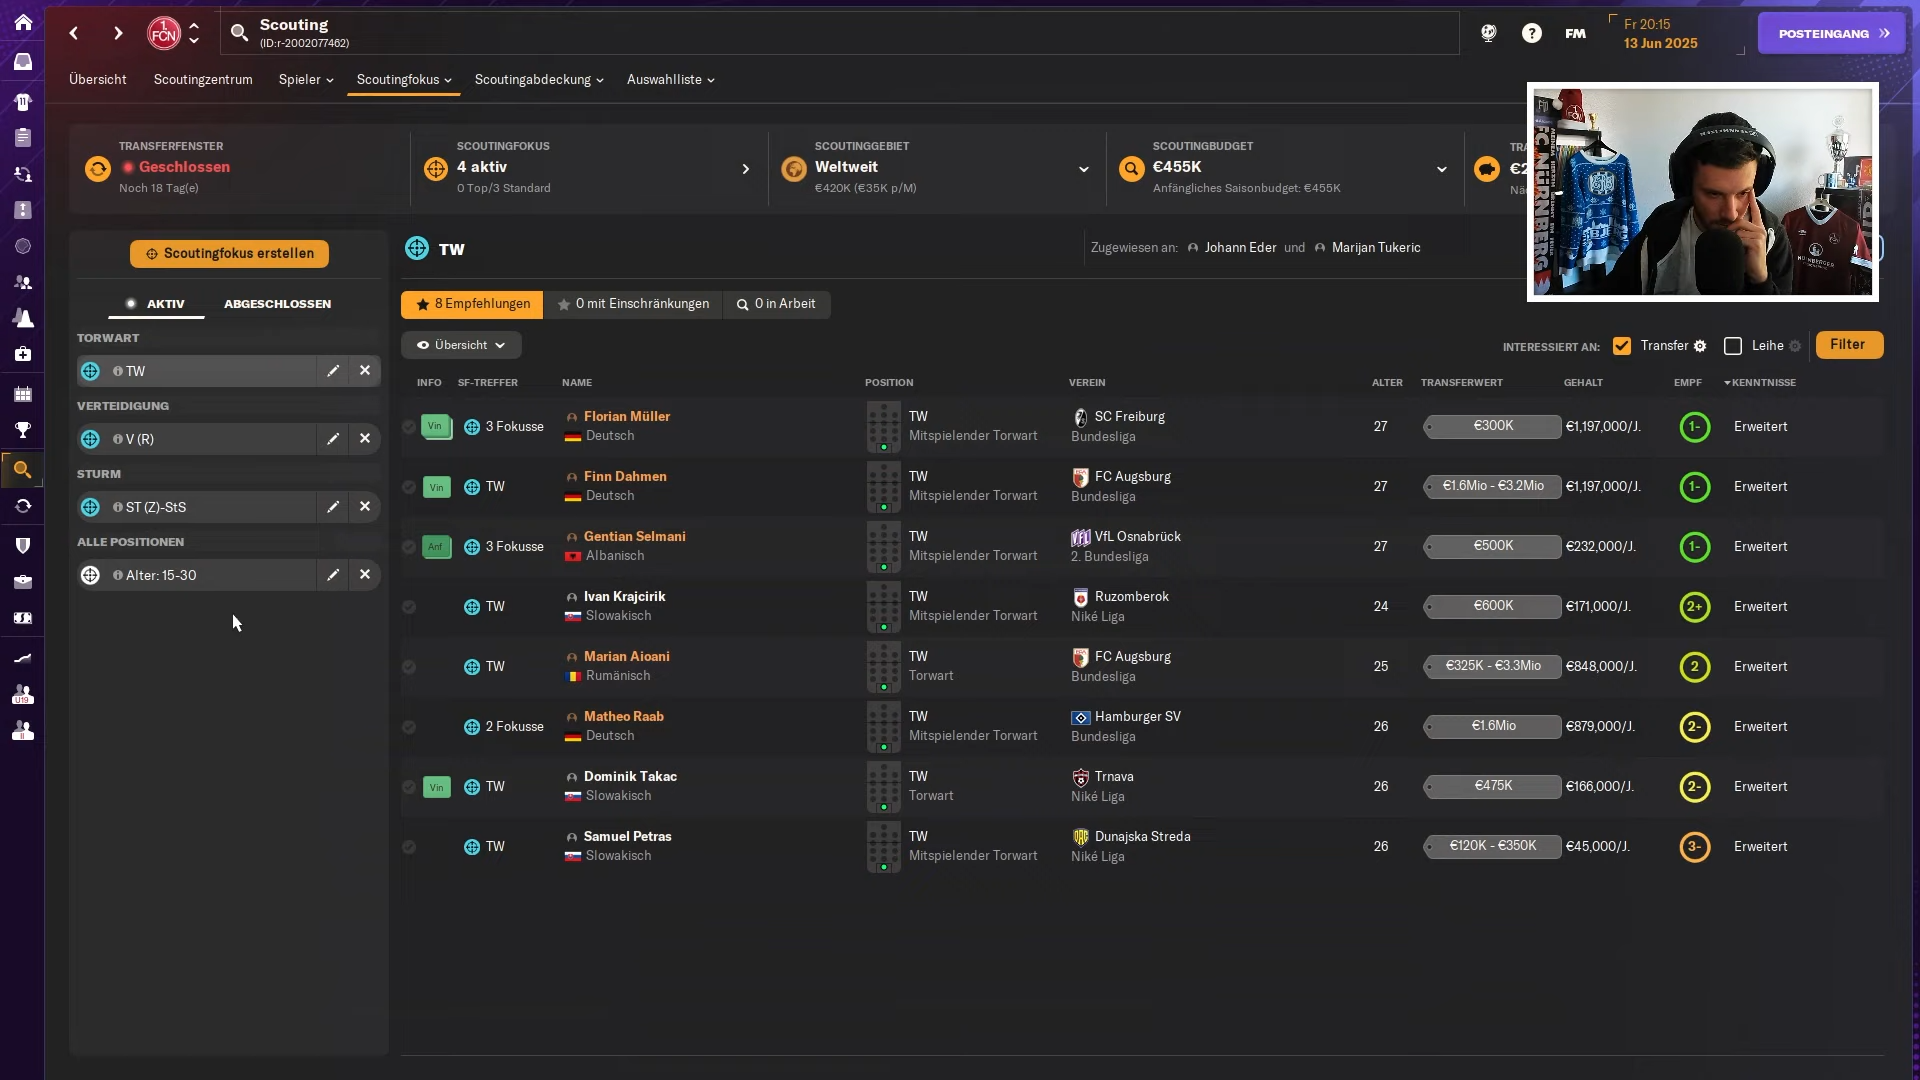 Scouting
(ID:r-2002077462)
FCN
?
FM
Fr 20:15
13 Jun 2025
POSTEINGANG
Übersicht
Scoutingzentrum
Spieler
Scoutingfokus
Scoutingabdeckung
Auswahlliste
TRANSFERFENSTER
Geschlossen
Noch 18 Tag(e)
SCOUTINGFOKUS
4 aktiv
0 Top/3 Standard
SCOUTINGGEBIET
Weltweit
€420K (€35K p/M)
SCOUTINGBUDGET
€455K
Anfängliches Saisonbudget: €455K
Scoutingfokus erstellen
AKTIV
ABGESCHLOSSEN
TORWART
TW
VERTEIDIGUNG
V (R)
STURM
ST (Z)-StS
ALLE POSITIONEN
Alter: 15-30
U19
II
TW
Zugewiesen an: Johann Eder und Marijan Tukeric
8 Empfehlungen
0 mit Einschränkungen
0 in Arbeit
Übersicht
INTERESSIERT AN:
Transfer
Leihe
Filter
INFO SF-TREFFER NAME POSITION VEREIN ALTER TRANSFERWERT GEHALT EMPF KENNTNISSE
Vin 3 Fokusse Florian Müller TW SC Freiburg 27 €300K €1,197,000/J. 1- Erweitert
Deutsch Mitspielender Torwart Bundesliga
Vin TW Finn Dahmen TW FC Augsburg 27 €1.6Mio - €3.2Mio €1,197,000/J. 1- Erweitert
Deutsch Mitspielender Torwart Bundesliga
Anf 3 Fokusse Gentian Selmani TW VfL Osnabrück 27 €500K €232,000/J. 1- Erweitert
Albanisch Mitspielender Torwart 2. Bundesliga
TW Ivan Krajcirik TW Ruzomberok 24 €600K €171,000/J. 2+ Erweitert
Slowakisch Mitspielender Torwart Niké Liga
TW Marian Aioani TW FC Augsburg 25 €325K - €3.3Mio €848,000/J. 2 Erweitert
Rumänisch Torwart Bundesliga
2 Fokusse Matheo Raab TW Hamburger SV 26 €1.6Mio €879,000/J. 2- Erweitert
Deutsch Mitspielender Torwart Bundesliga
Vin TW Dominik Takac TW Trnava 26 €475K €166,000/J. 2- Erweitert
Slowakisch Torwart Niké Liga
TW Samuel Petras TW Dunajska Streda 26 €120K - €350K €45,000/J. 3- Erweitert
Slowakisch Mitspielender Torwart Niké Liga